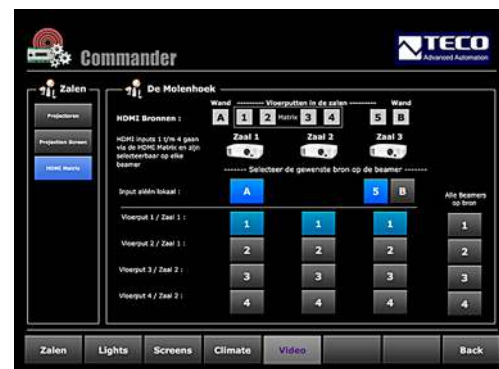 Commander
TECO
Advanced Automation
Zalen
De Molenhoek
Projectoren
Projection Screen
HDMI Matrix
Wand -------- Vloerputten in de zalen -------- Wand
HDMI Bronnen :
A 1 2 Matrix 3 4 5 B
HDMI inputs 1 t/m 4 gaan
via de HDMI Matrix en zijn
selecteerbaar op elke
beamer
Zaal 1 Zaal 2 Zaal 3
------- Selecteer de gewenste bron op de beamer -------
Input alléén lokaal :
A 5 B
Alle Beamers
op bron
Vloerput 1 / Zaal 1 :
1 1 1 1
Vloerput 2 / Zaal 1 :
2 2 2 2
Vloerput 3 / Zaal 2 :
3 3 3 3
Vloerput 4 / Zaal 2 :
4 4 4 4
Zalen Lights Screens Climate Video Back